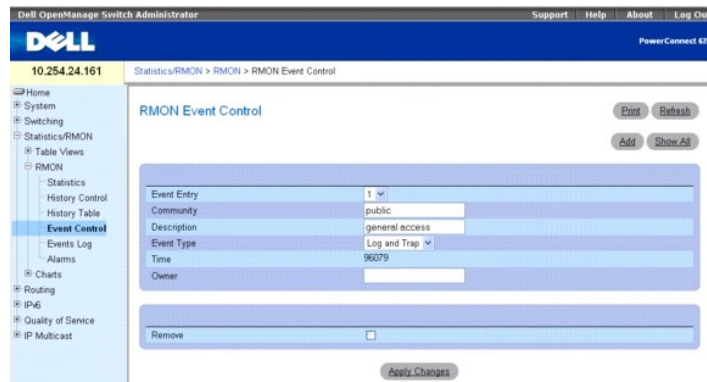 Dell OpenManage Switch Administrator
Support Help About Log Ou
DELL
PowerConnect 62
10.254.24.161
Statistics/RMON > RMON > RMON Event Control
Home
System
Switching
Statistics/RMON
Table Views
RMON
Statistics
History Control
History Table
Event Control
Events Log
Alarms
Charts
Routing
IPv6
Quality of Service
IP Multicast
RMON Event Control
Print Refresh
Add Show All
Event Entry 1
Community public
Description general access
Event Type Log and Trap
Time 96079
Owner
Remove
Apply Changes